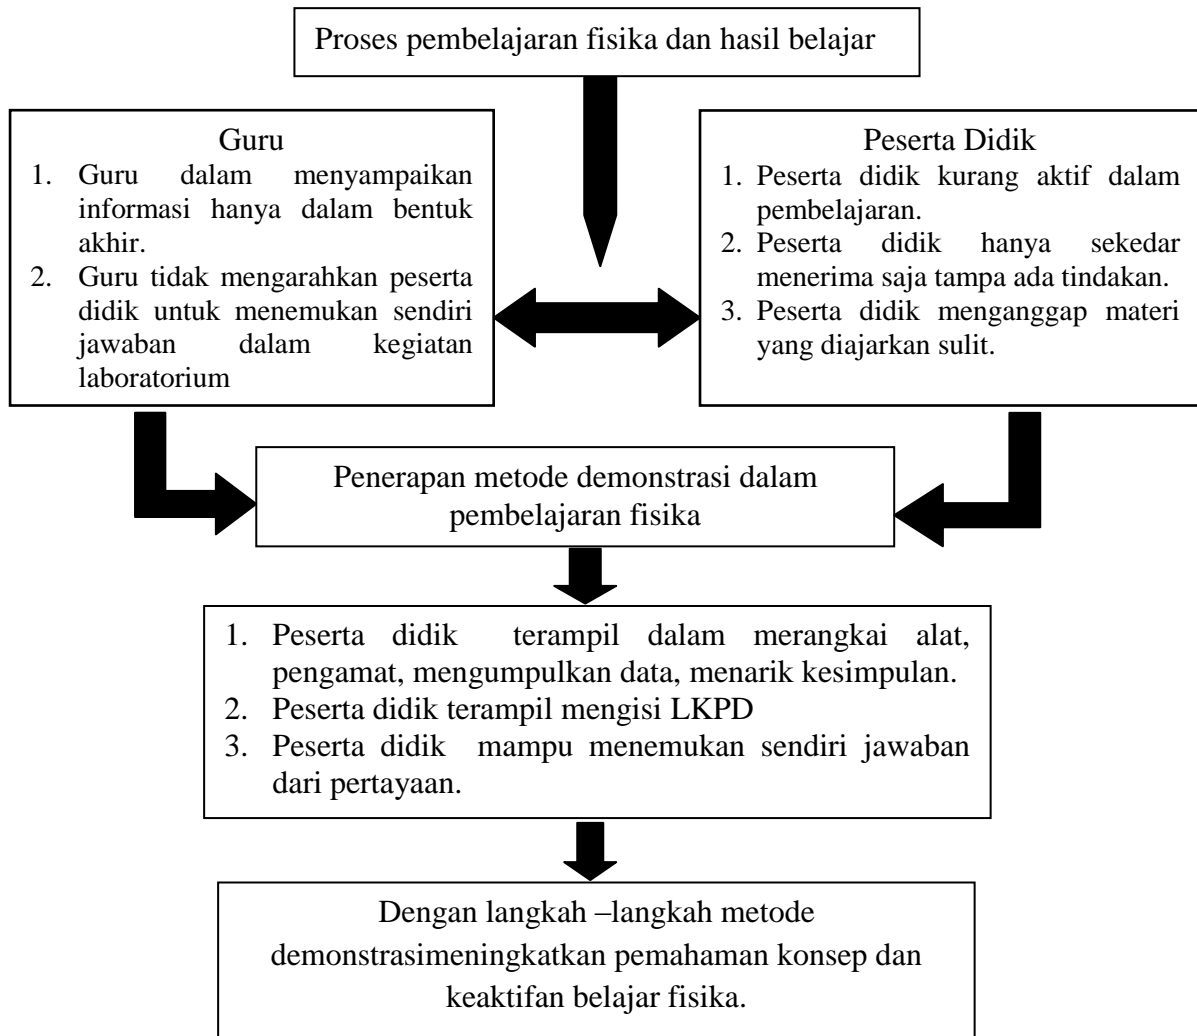 Proses pembelajaran fisika dan hasil belajar
Guru
1. Guru dalam menyampaikan
informasi hanya dalam bentuk
akhir.
2. Guru tidak mengarahkan peserta
didik untuk menemukan sendiri
jawaban dalam kegiatan
laboratorium
Peserta Didik
1. Peserta didik kurang aktif dalam
pembelajaran.
2. Peserta didik hanya sekedar
menerima saja tampa ada tindakan.
3. Peserta didik menganggap materi
yang diajarkan sulit.
Penerapan metode demonstrasi dalam
pembelajaran fisika
1. Peserta didik terampil dalam merangkai alat,
pengamat, mengumpulkan data, menarik kesimpulan.
2. Peserta didik terampil mengisi LKPD
3. Peserta didik mampu menemukan sendiri jawaban
dari pertayaan.
Dengan langkah –langkah metode
demonstrasimeningkatkan pemahaman konsep dan
keaktifan belajar fisika.